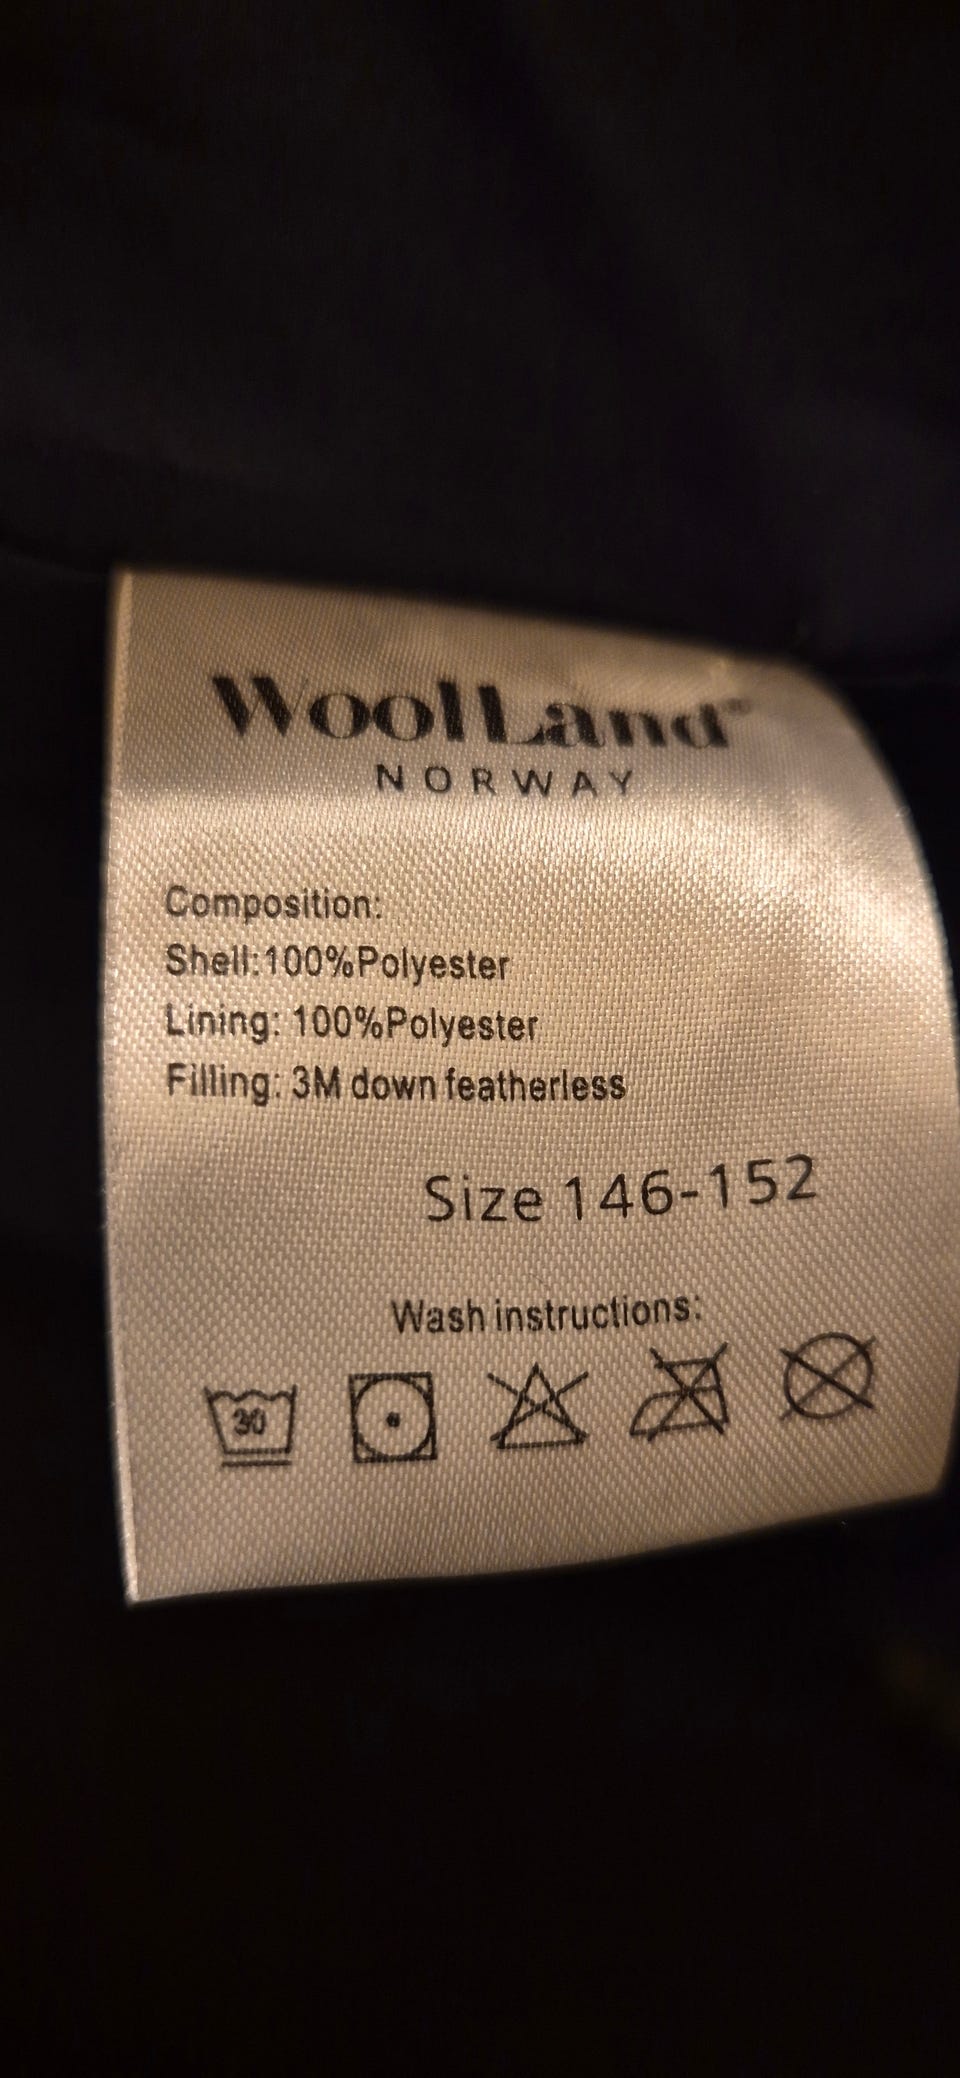 WoolLand®
NORWAY
Composition:
Shell:100%Polyester
Lining: 100%Polyester
Filling: 3M down featherless
Size 146-152
Wash instructions:
30